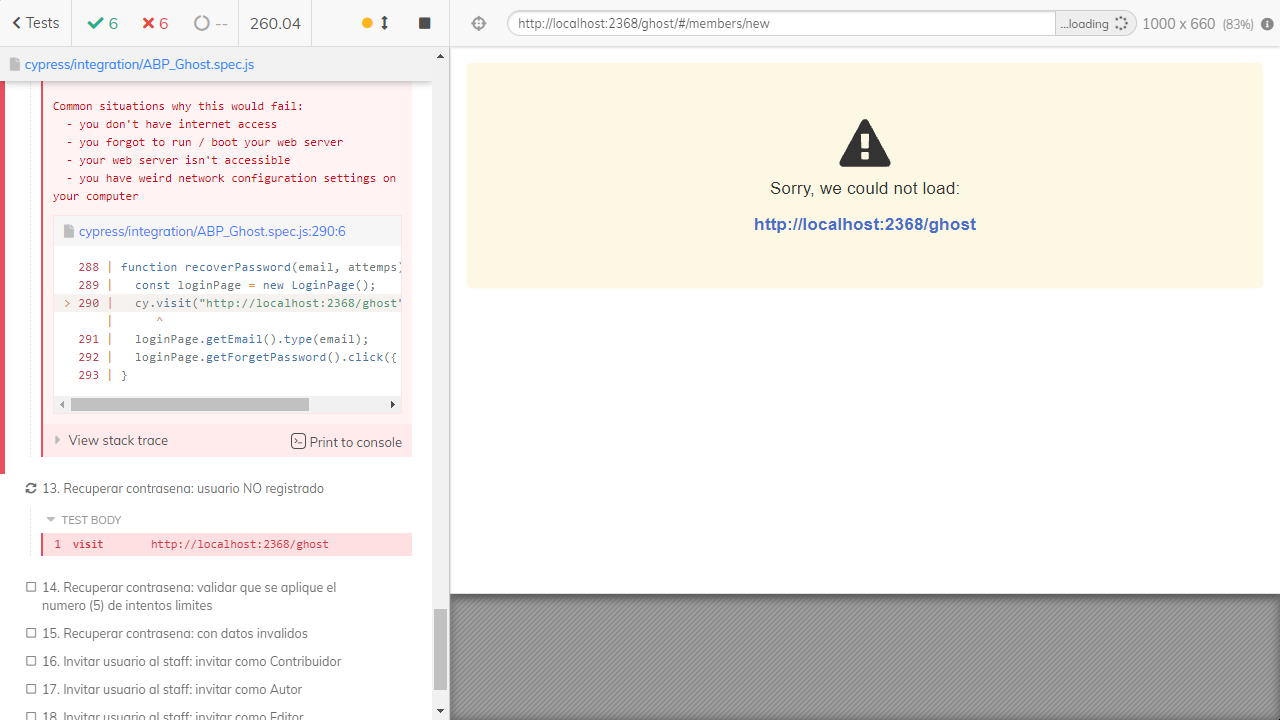 Tests
6
6
--
260.04
http://localhost:2368/ghost/#/members/new
...loading
1000 x 660 (83%)
cypress/integration/ABP_Ghost.spec.js
Common situations why this would fail:
- you don't have internet access
- you forgot to run / boot your web server
- your web server isn't accessible
- you have weird network configuration settings on
your computer
cypress/integration/ABP_Ghost.spec.js:290:6
288 | function recoverPassword(email, attemps)
289 | const loginPage = new LoginPage();
> 290 | cy.visit("http://localhost:2368/ghost"
| ^
291 | loginPage.getEmail().type(email);
292 | loginPage.getForgetPassword().click({
293 | }
View stack trace
Print to console
13. Recuperar contrasena: usuario NO registrado
TEST BODY
1 visit http://localhost:2368/ghost
14. Recuperar contrasena: validar que se aplique el
numero (5) de intentos limites
15. Recuperar contrasena: con datos invalidos
16. Invitar usuario al staff: invitar como Contribuidor
17. Invitar usuario al staff: invitar como Autor
18. Invitar usuario al staff: invitar como Editor
Sorry, we could not load:
http://localhost:2368/ghost